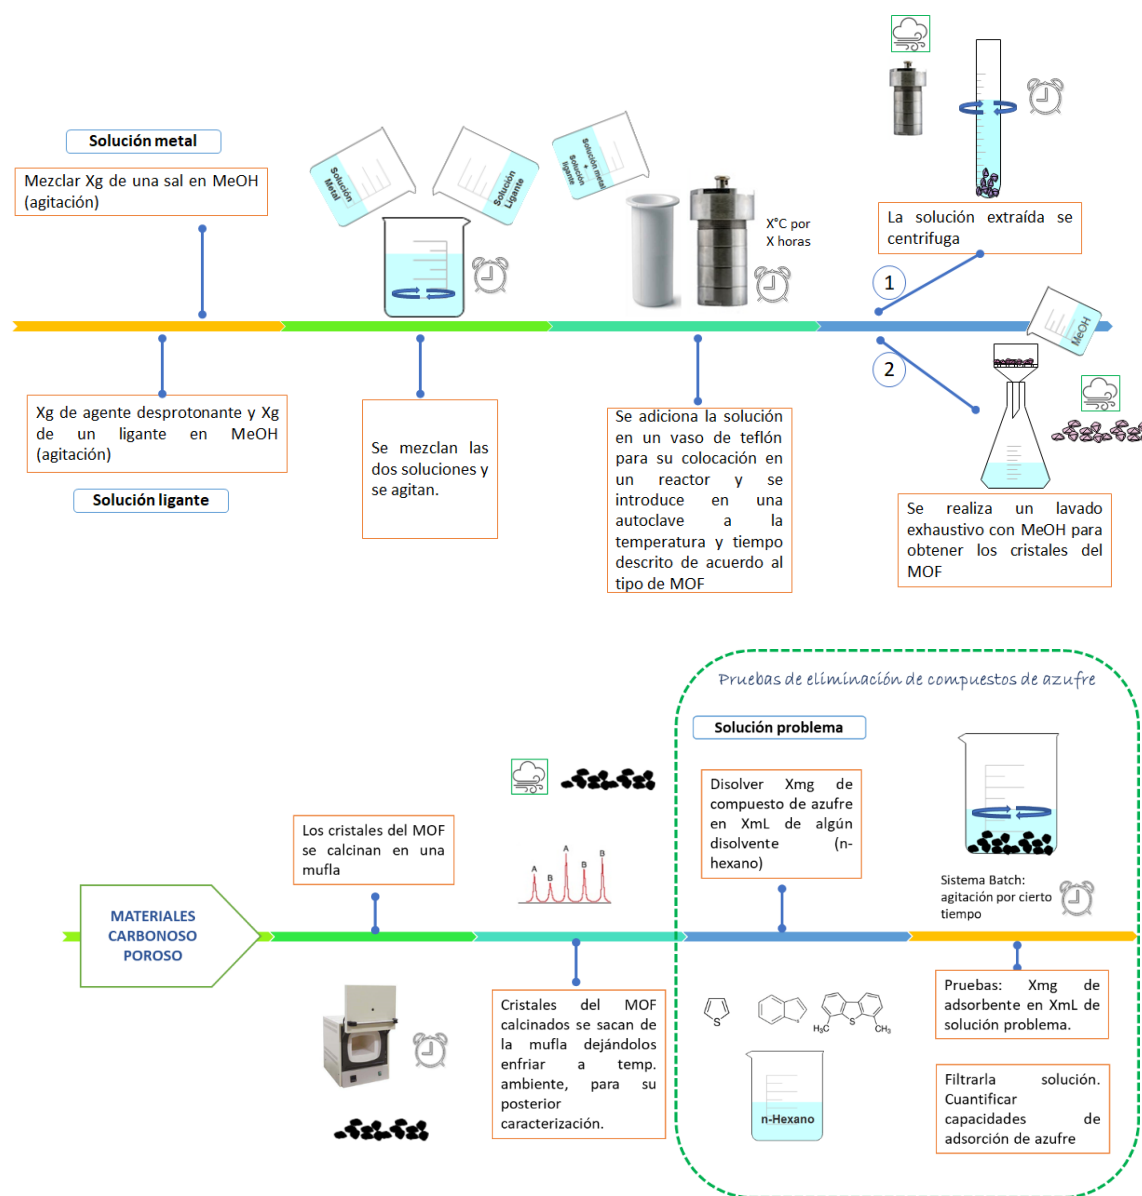 Solución metal
Mezclar Xg de una sal en MeOH
(agitación)
Solución
Metal
Solución
Ligante
Solución metal
+
Solución
ligante
X°C por
X horas
La solución extraída se
centrifuga
1
2
MeOH
Xg de agente desprotonante y Xg
de un ligante en MeOH
(agitación)
Solución ligante
Se mezclan las
dos soluciones y
se agitan.
Se adiciona la solución
en un vaso de teflón
para su colocación en
un reactor y se
introduce en una
autoclave a la
temperatura y tiempo
descrito de acuerdo al
tipo de MOF
Se realiza un lavado
exhaustivo con MeOH para
obtener los cristales del
MOF
Pruebas de eliminación de compuestos de azufre
Solución problema
Disolver Xmg de
compuesto de azufre
en XmL de algún
disolvente (n-
hexano)
Los cristales del MOF
se calcinan en una
mufla
A
B
A
B
B
Sistema Batch:
agitación por cierto
tiempo
MATERIALES
CARBONOSO
POROSO
Cristales del MOF
calcinados se sacan de
la mufla dejándolos
enfriar a temp.
ambiente, para su
posterior
caracterización.
S
S
H₃C
S
CH₃
n-Hexano
Pruebas: Xmg de
adsorbente en XmL de
solución problema.
Filtrarla solución.
Cuantificar
capacidades de
adsorción de azufre